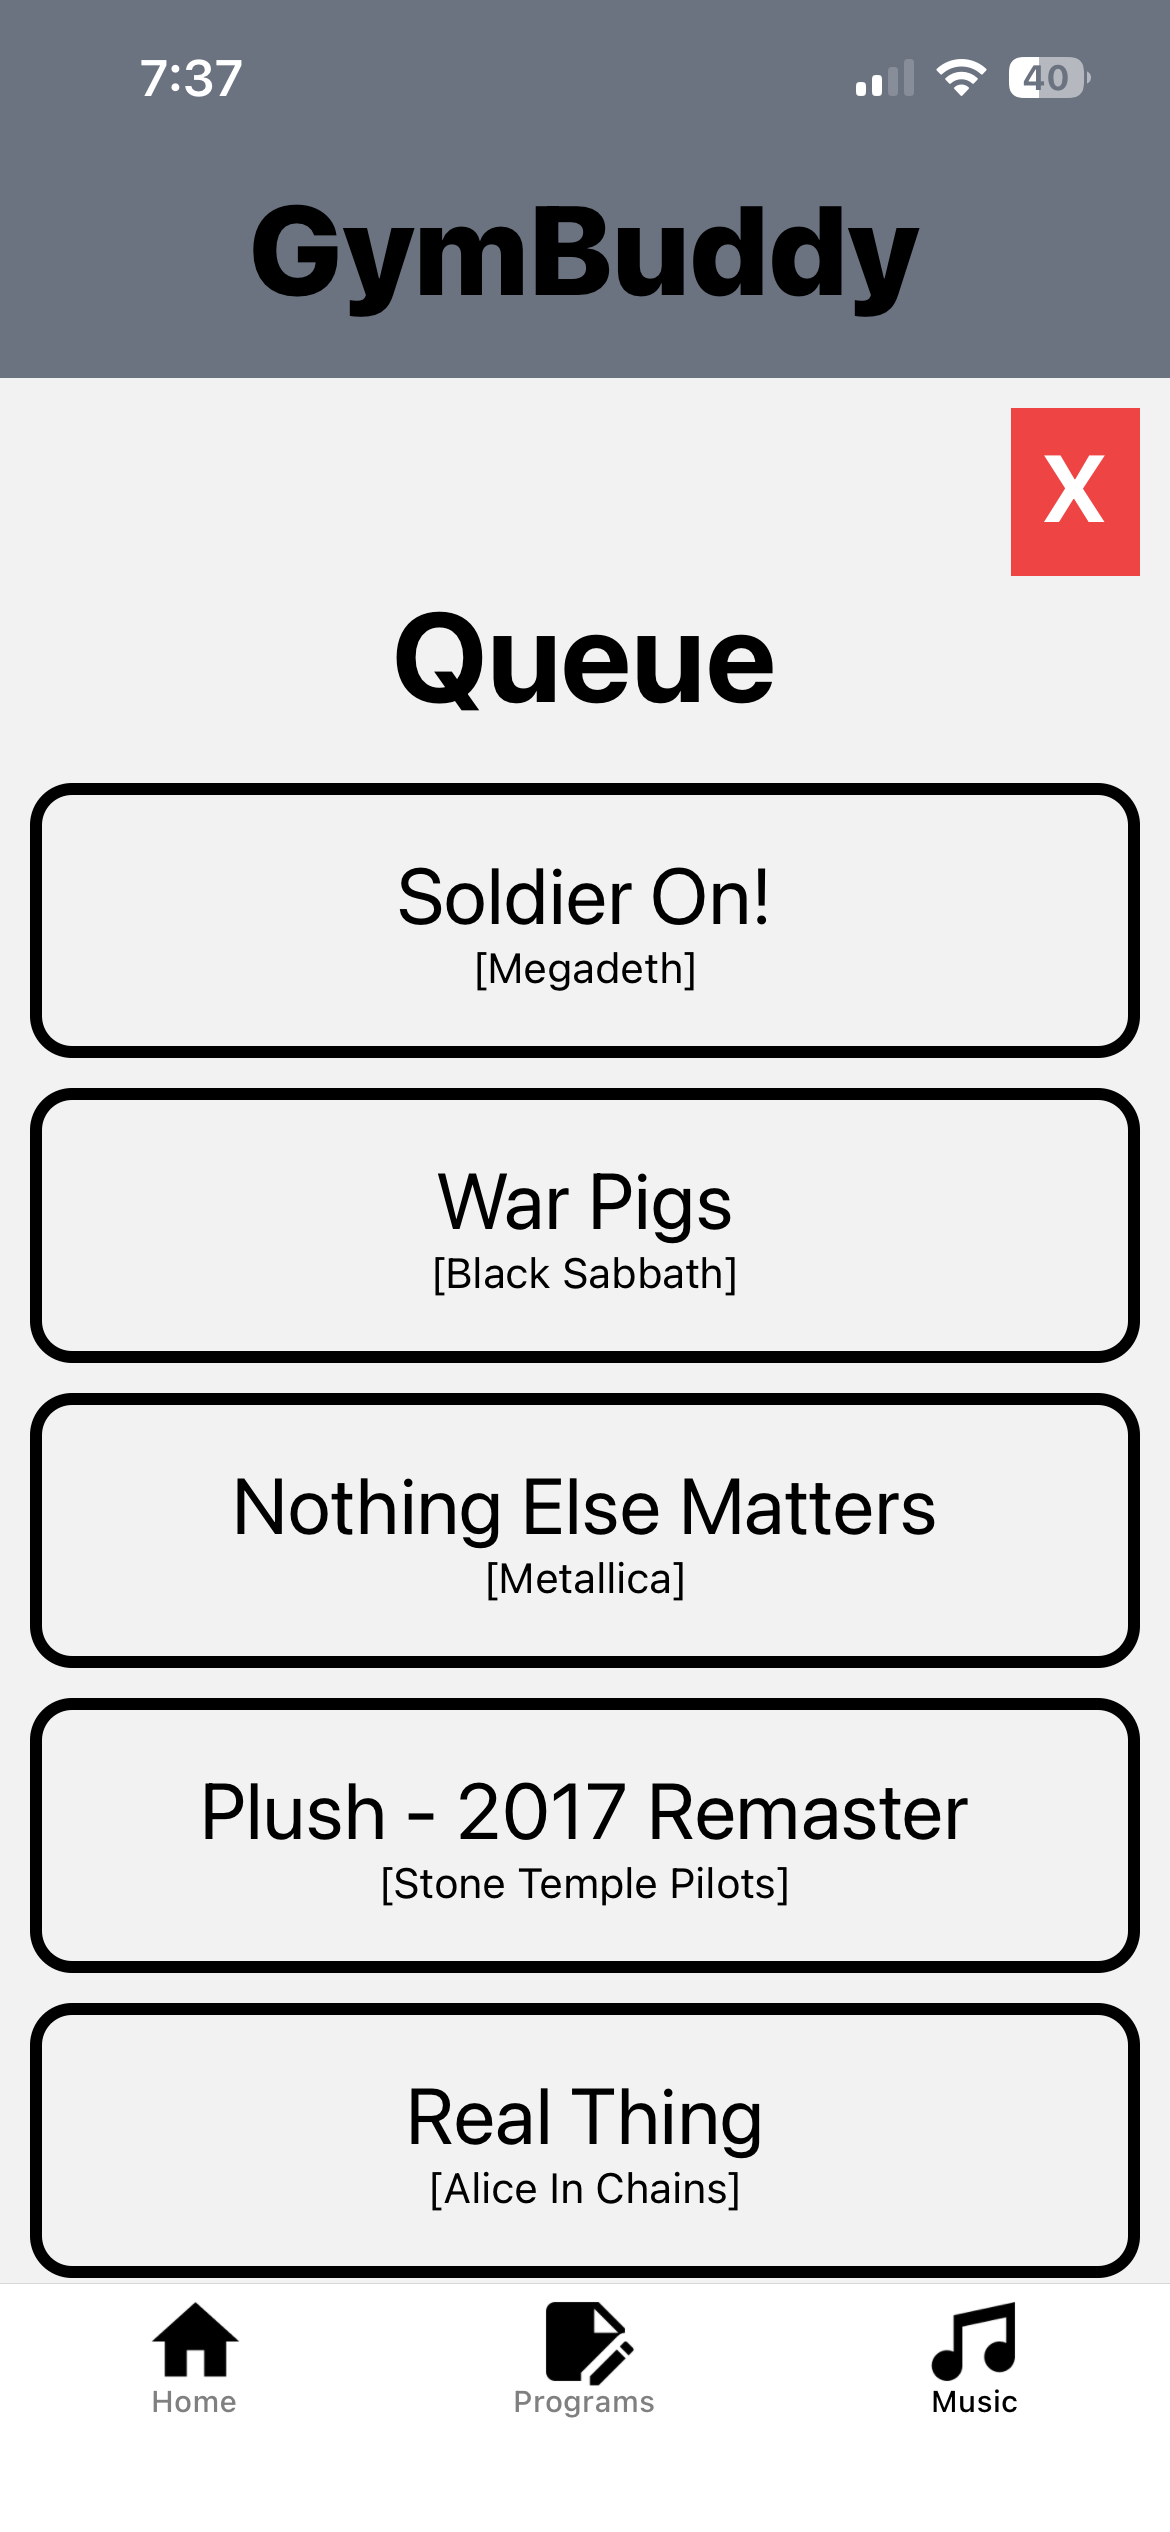 7:37
40
GymBuddy
X
Queue
Soldier On!
[Megadeth]
War Pigs
[Black Sabbath]
Nothing Else Matters
[Metallica]
Plush - 2017 Remaster
[Stone Temple Pilots]
Real Thing
[Alice In Chains]
Home
Programs
Music